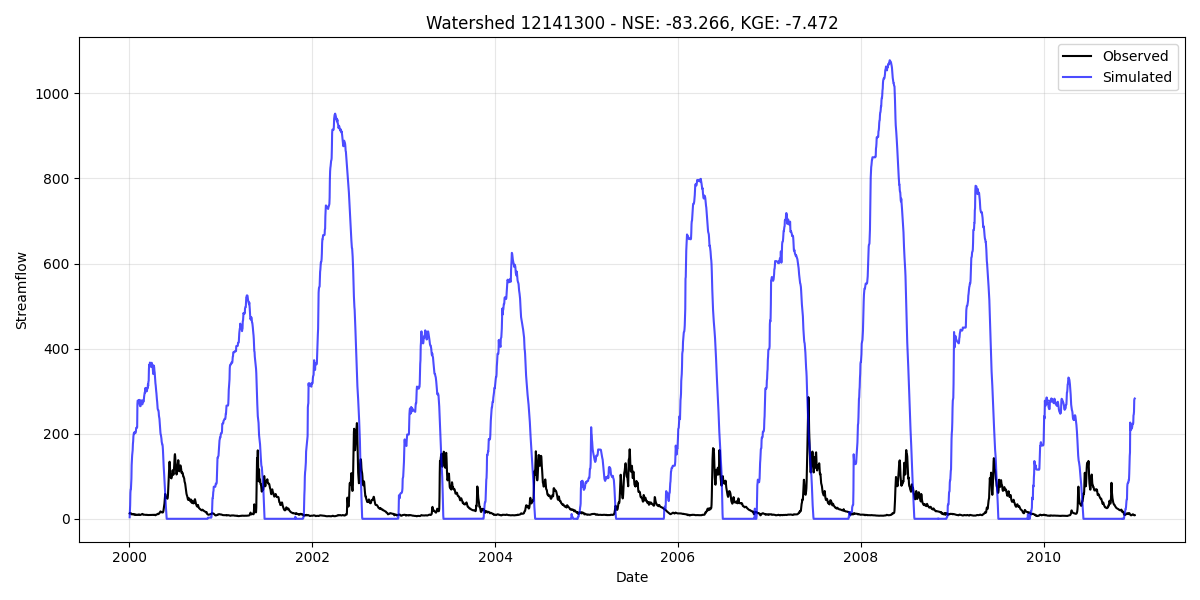 Watershed 12141300 - NSE: -83.266, KGE: -7.472
Observed
Simulated
Streamflow
1000
800
600
400
200
0
2000 2002 2004 2006 2008 2010
Date